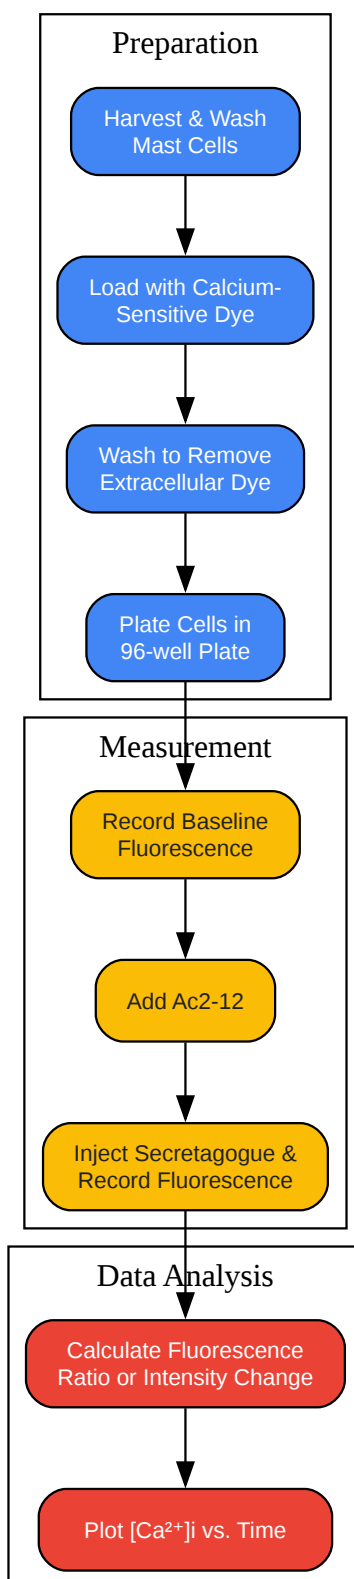 Preparation
Harvest & Wash
Mast Cells
Load with Calcium-
Sensitive Dye
Wash to Remove
Extracellular Dye
Plate Cells in
96-well Plate
Measurement
Record Baseline
Fluorescence
Add Ac2-12
Inject Secretagogue &
Record Fluorescence
Data Analysis
Calculate Fluorescence
Ratio or Intensity Change
Plot [Ca²⁺]i vs. Time